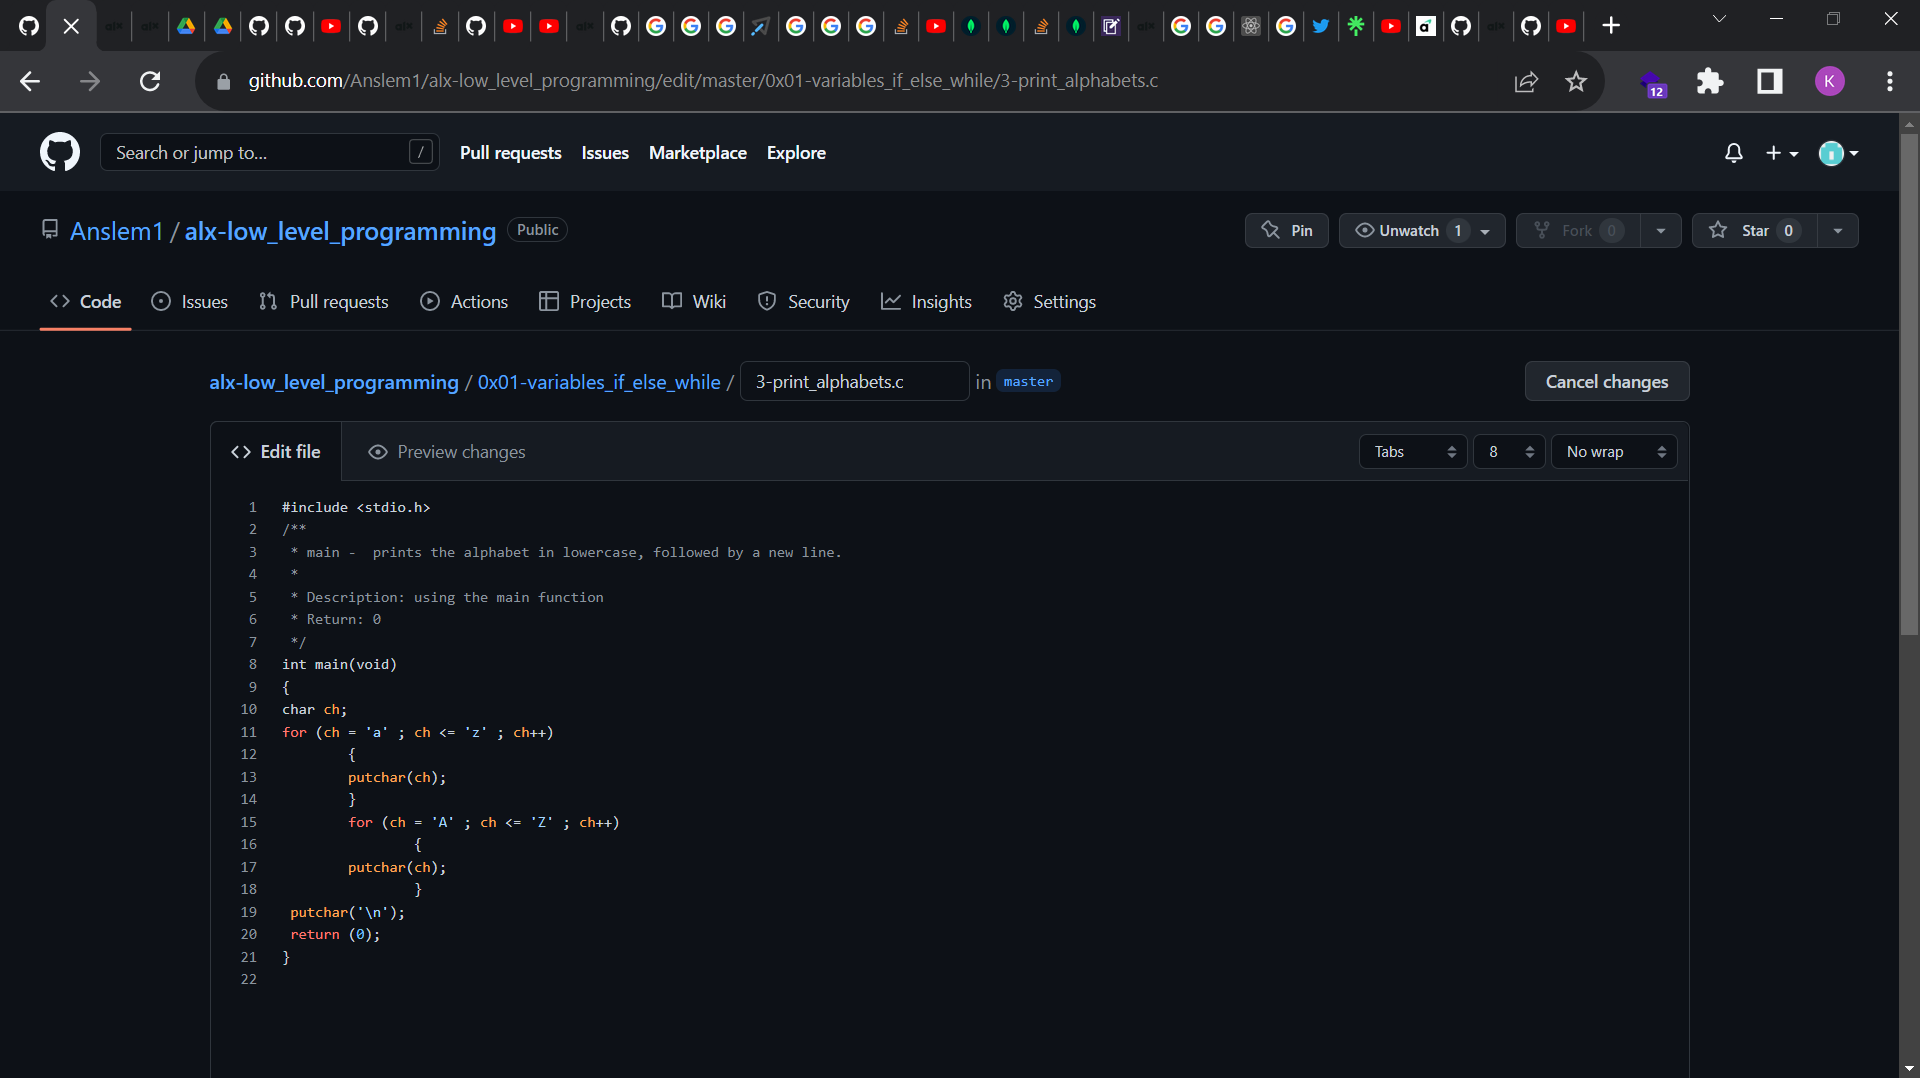 github.com/Anslem1/alx-low_level_programming/edit/master/0x01-variables_if_else_while/3-print_alphabets.c
12
K
Search or jump to... /
Pull requests Issues Marketplace Explore
Anslem1 / alx-low_level_programming Public
Pin Unwatch 1 Fork 0 Star 0
Code Issues Pull requests Actions Projects Wiki Security Insights Settings
alx-low_level_programming / 0x01-variables_if_else_while / 3-print_alphabets.c in master Cancel changes
Edit file Preview changes Tabs 8 No wrap
1 #include <stdio.h>
2 /**
3  * main -  prints the alphabet in lowercase, followed by a new line.
4  *
5  * Description: using the main function
6  * Return: 0
7  */
8 int main(void)
9 {
10 char ch;
11 for (ch = 'a' ; ch <= 'z' ; ch++)
12         {
13         putchar(ch);
14         }
15         for (ch = 'A' ; ch <= 'Z' ; ch++)
16                 {
17         putchar(ch);
18                 }
19  putchar('\n');
20  return (0);
21 }
22